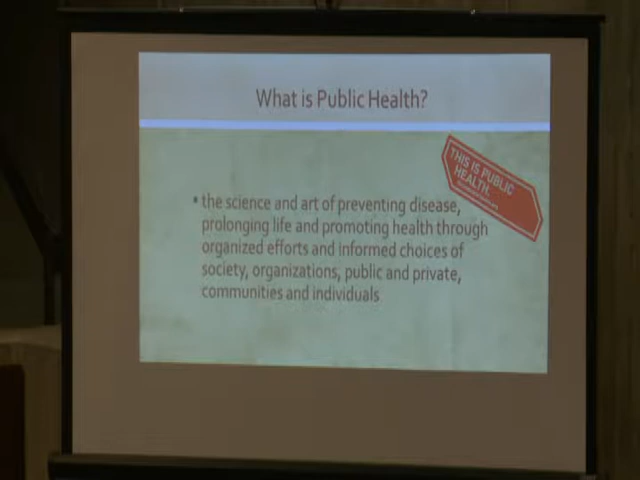 What is Public Health?
THIS IS PUBLIC
HEALTH.
• the science and art of preventing disease,
prolonging life and promoting health through
organized efforts and informed choices of
society, organizations, public and private,
communities and individuals